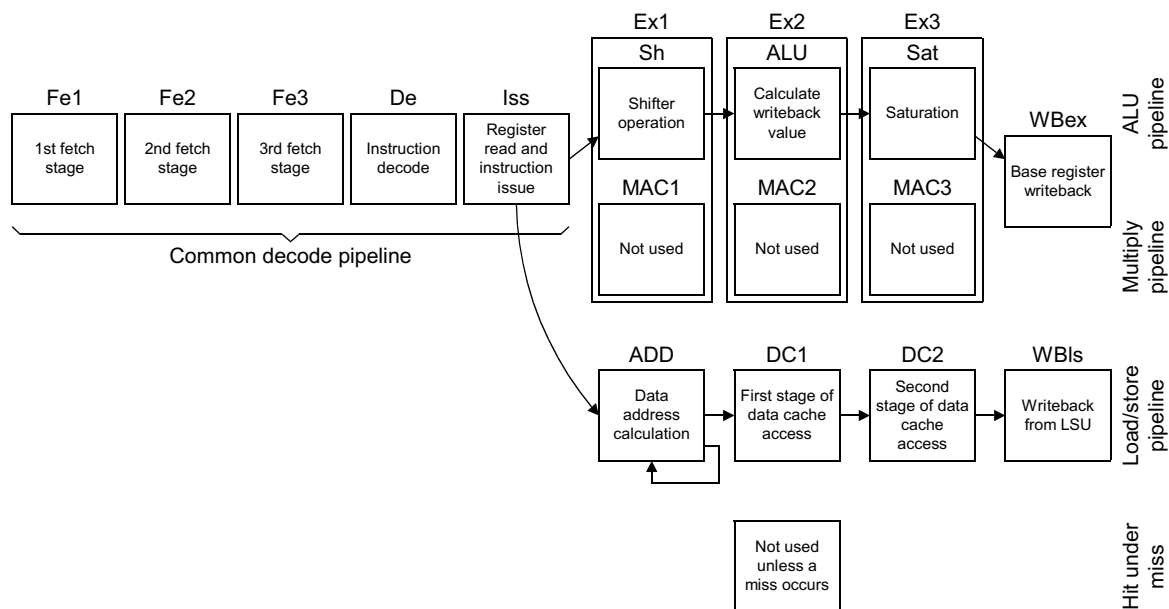 Ex1 Ex2 Ex3
Sh ALU Sat
Fe1 Fe2 Fe3 De Iss
1st fetch
stage
2nd fetch
stage
3rd fetch
stage
Instruction
decode
Register
read and
instruction
issue
Shifter
operation
Calculate
writeback
value
Saturation
WBex
Base register
writeback
ALU
pipeline
MAC1 MAC2 MAC3
Not used
Not used
Not used
Multiply
pipeline
Common decode pipeline
ADD DC1 DC2 WBls
Data
address
calculation
First stage of
data cache
access
Second
stage of data
cache
access
Writeback
from LSU
Load/store
pipeline
Not used
unless a
miss occurs
Hit under
miss